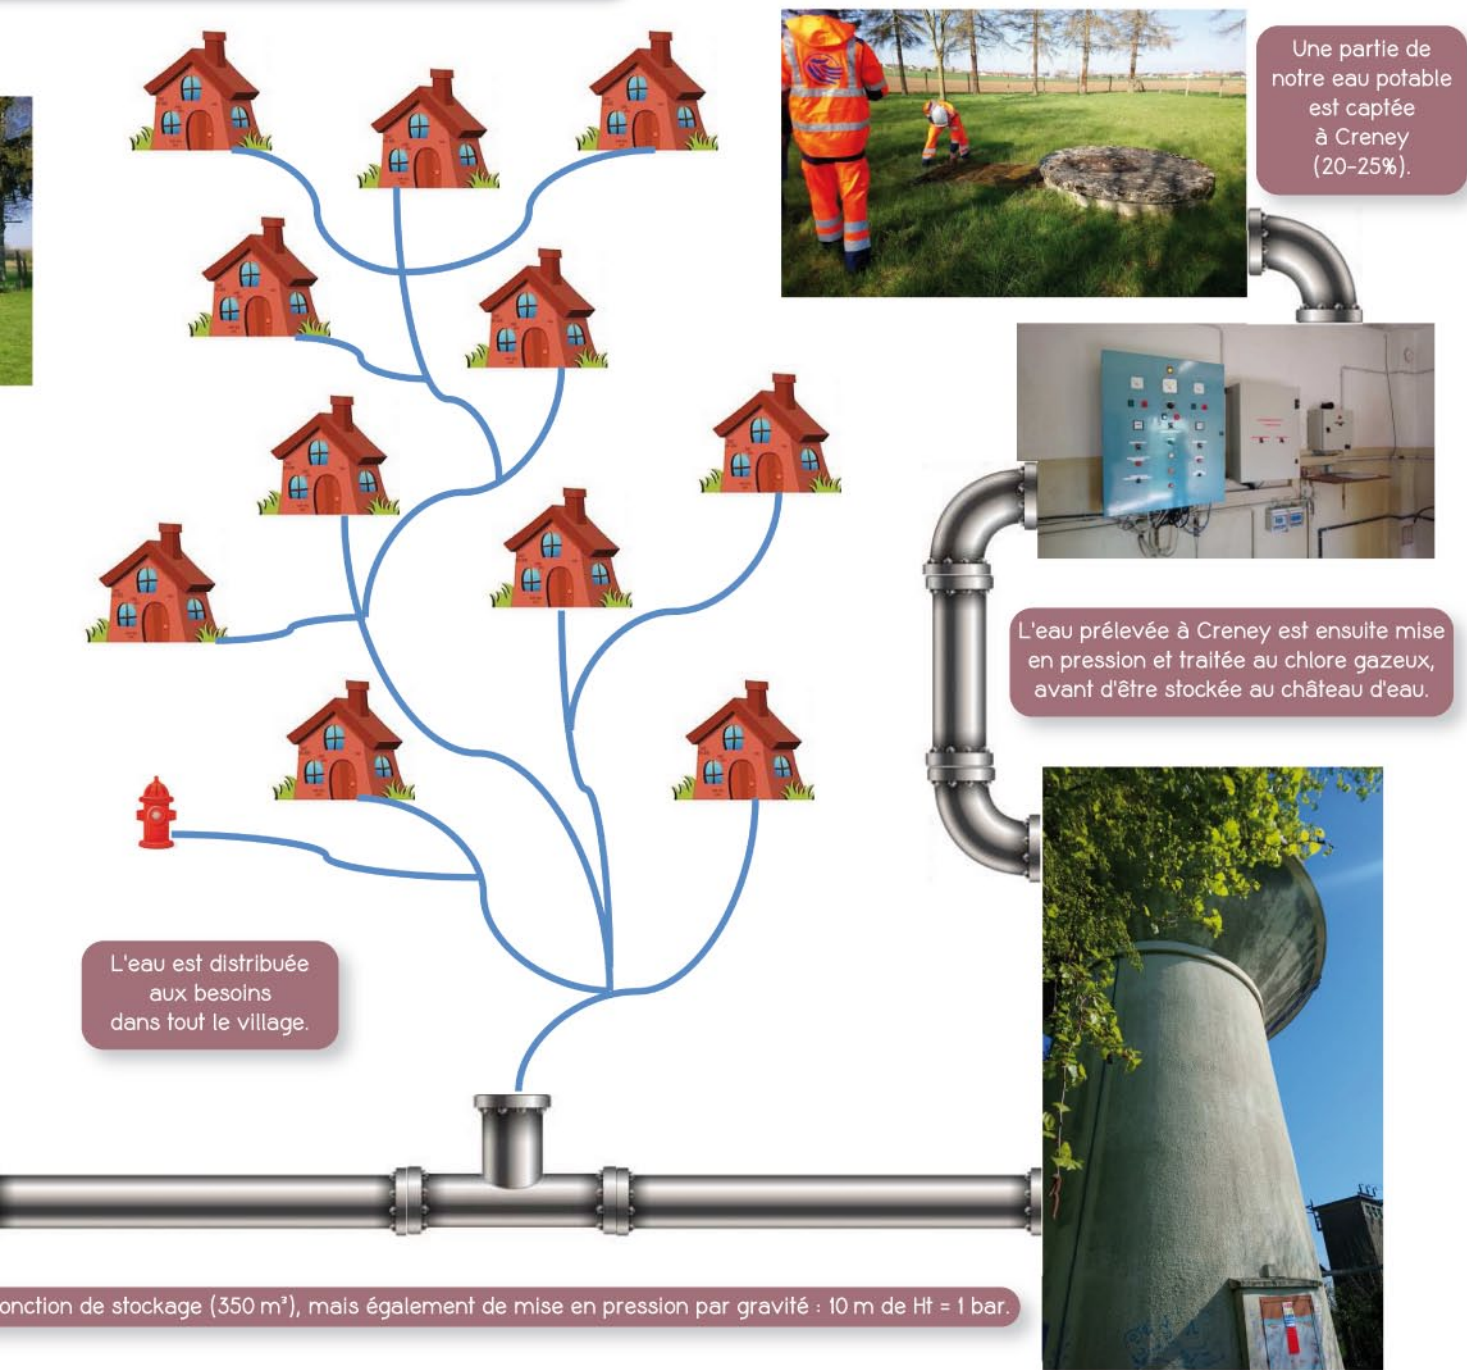 Une partie de
notre eau potable
est captée
à Creney
(20-25%).
L'eau prélevée à Creney est ensuite mise
en pression et traitée au chlore gazeux,
avant d'être stockée au château d'eau.
L'eau est distribuée
aux besoins
dans tout le village.
onction de stockage (350 m³), mais également de mise en pression par gravité : 10 m de Ht = 1 bar.